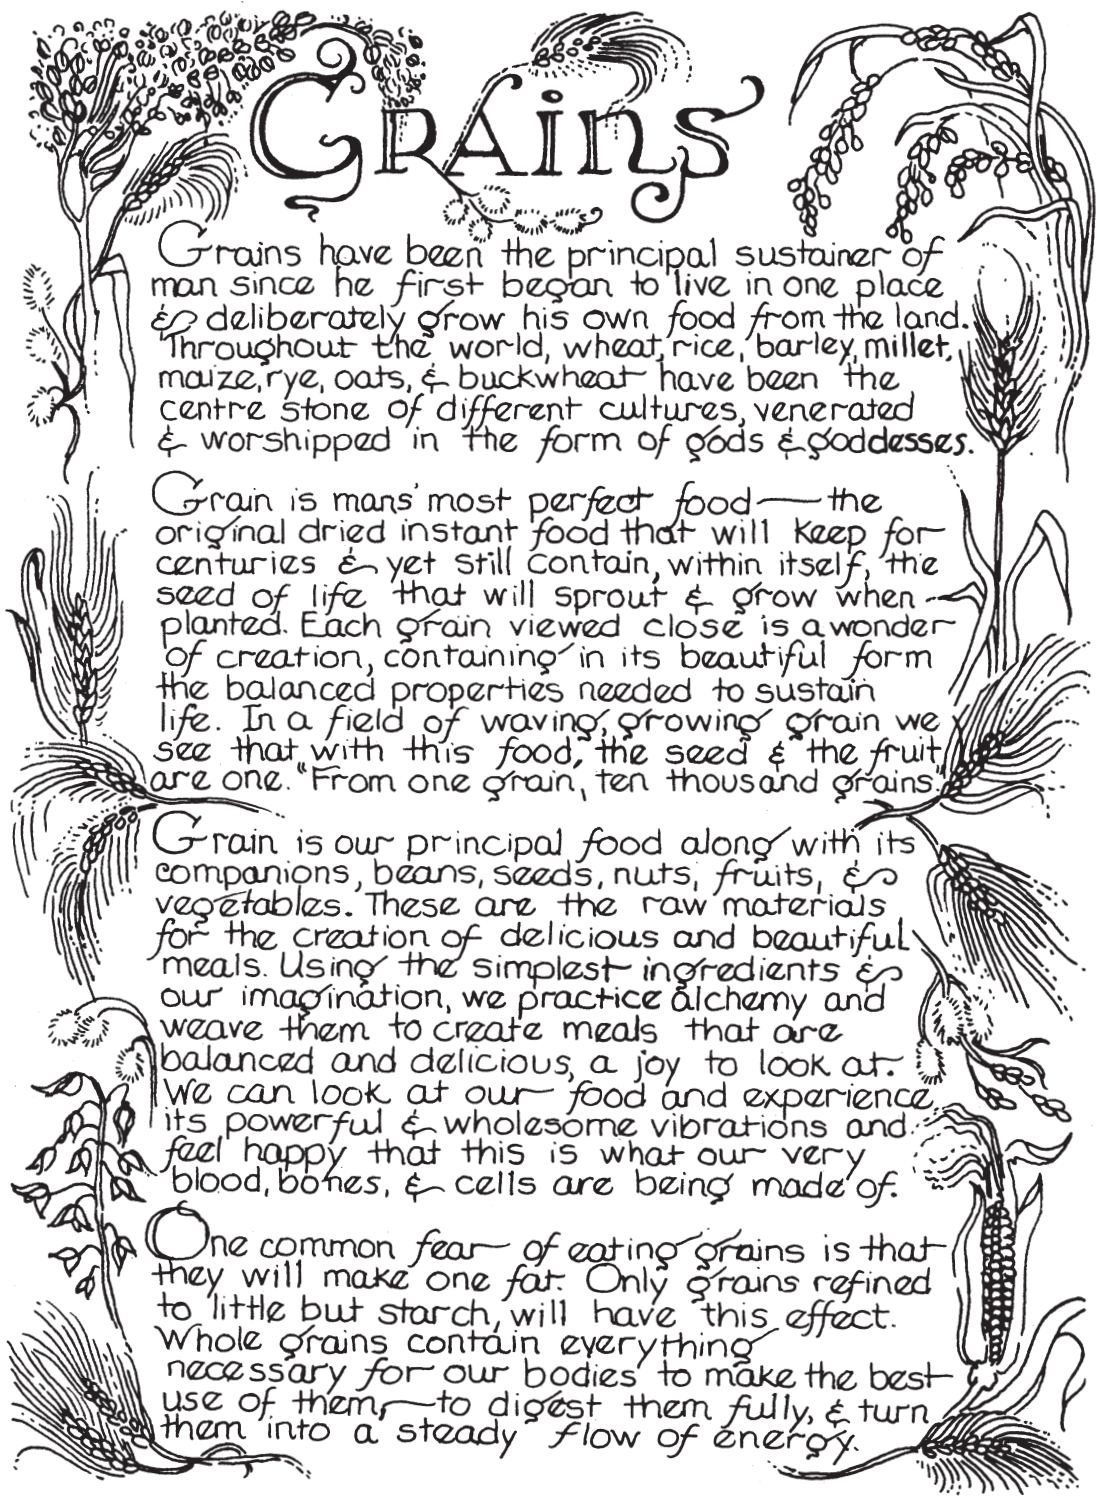 Grains
Grains have been the principal sustainer of
man since he first began to live in one place
& deliberately grow his own food from the land.
Throughout the world, wheat, rice, barley, millet,
maize, rye, oats, & buckwheat have been the
centre stone of different cultures, venerated
& worshipped in the form of gods & goddesses.
Grain is mans' most perfect food — the
original dried instant food that will keep for
centuries & yet still contain, within itself, the
seed of life that will sprout & grow when
planted. Each grain viewed close is a wonder
of creation, containing in its beautiful form
the balanced properties needed to sustain
life. In a field of waving, growing grain we
see that with this food, the seed & the fruit
are one. "From one grain, ten thousand grains."
Grain is our principal food along with its
companions, beans, seeds, nuts, fruits, &
vegetables. These are the raw materials
for the creation of delicious and beautiful
meals. Using the simplest ingredients &
our imagination, we practice alchemy and
weave them to create meals that are
balanced and delicious, a joy to look at.
We can look at our food and experience
its powerful & wholesome vibrations and
feel happy that this is what our very
blood, bones, & cells are being made of.
One common fear of eating grains is that
they will make one fat. Only grains refined
to little but starch, will have this effect.
Whole grains contain everything
necessary for our bodies to make the best
use of them, — to digest them fully, & turn
them into a steady flow of energy.